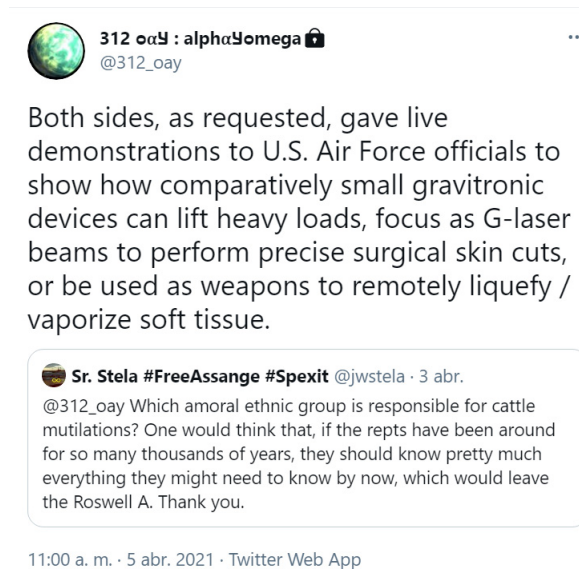 312 oαყ : alphαყomega
@312_oay
Both sides, as requested, gave live
demonstrations to U.S. Air Force officials to
show how comparatively small gravitronic
devices can lift heavy loads, focus as G-laser
beams to perform precise surgical skin cuts,
or be used as weapons to remotely liquefy /
vaporize soft tissue.
Sr. Stela #FreeAssange #Spexit @jwstela · 3 abr.
@312_oay Which amoral ethnic group is responsible for cattle
mutilations? One would think that, if the repts have been around
for so many thousands of years, they should know pretty much
everything they might need to know by now, which would leave
the Roswell A. Thank you.
11:00 a. m. · 5 abr. 2021 · Twitter Web App